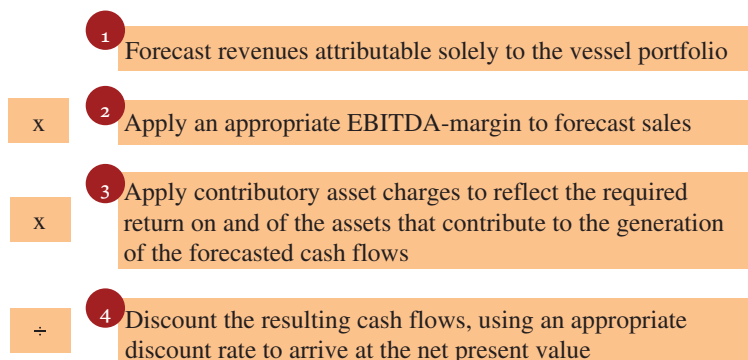 1
Forecast revenues attributable solely to the vessel portfolio
x
2
Apply an appropriate EBITDA-margin to forecast sales
3
Apply contributory asset charges to reflect the required
x
return on and of the assets that contribute to the generation
of the forecasted cash flows
4
Discount the resulting cash flows, using an appropriate
÷
discount rate to arrive at the net present value